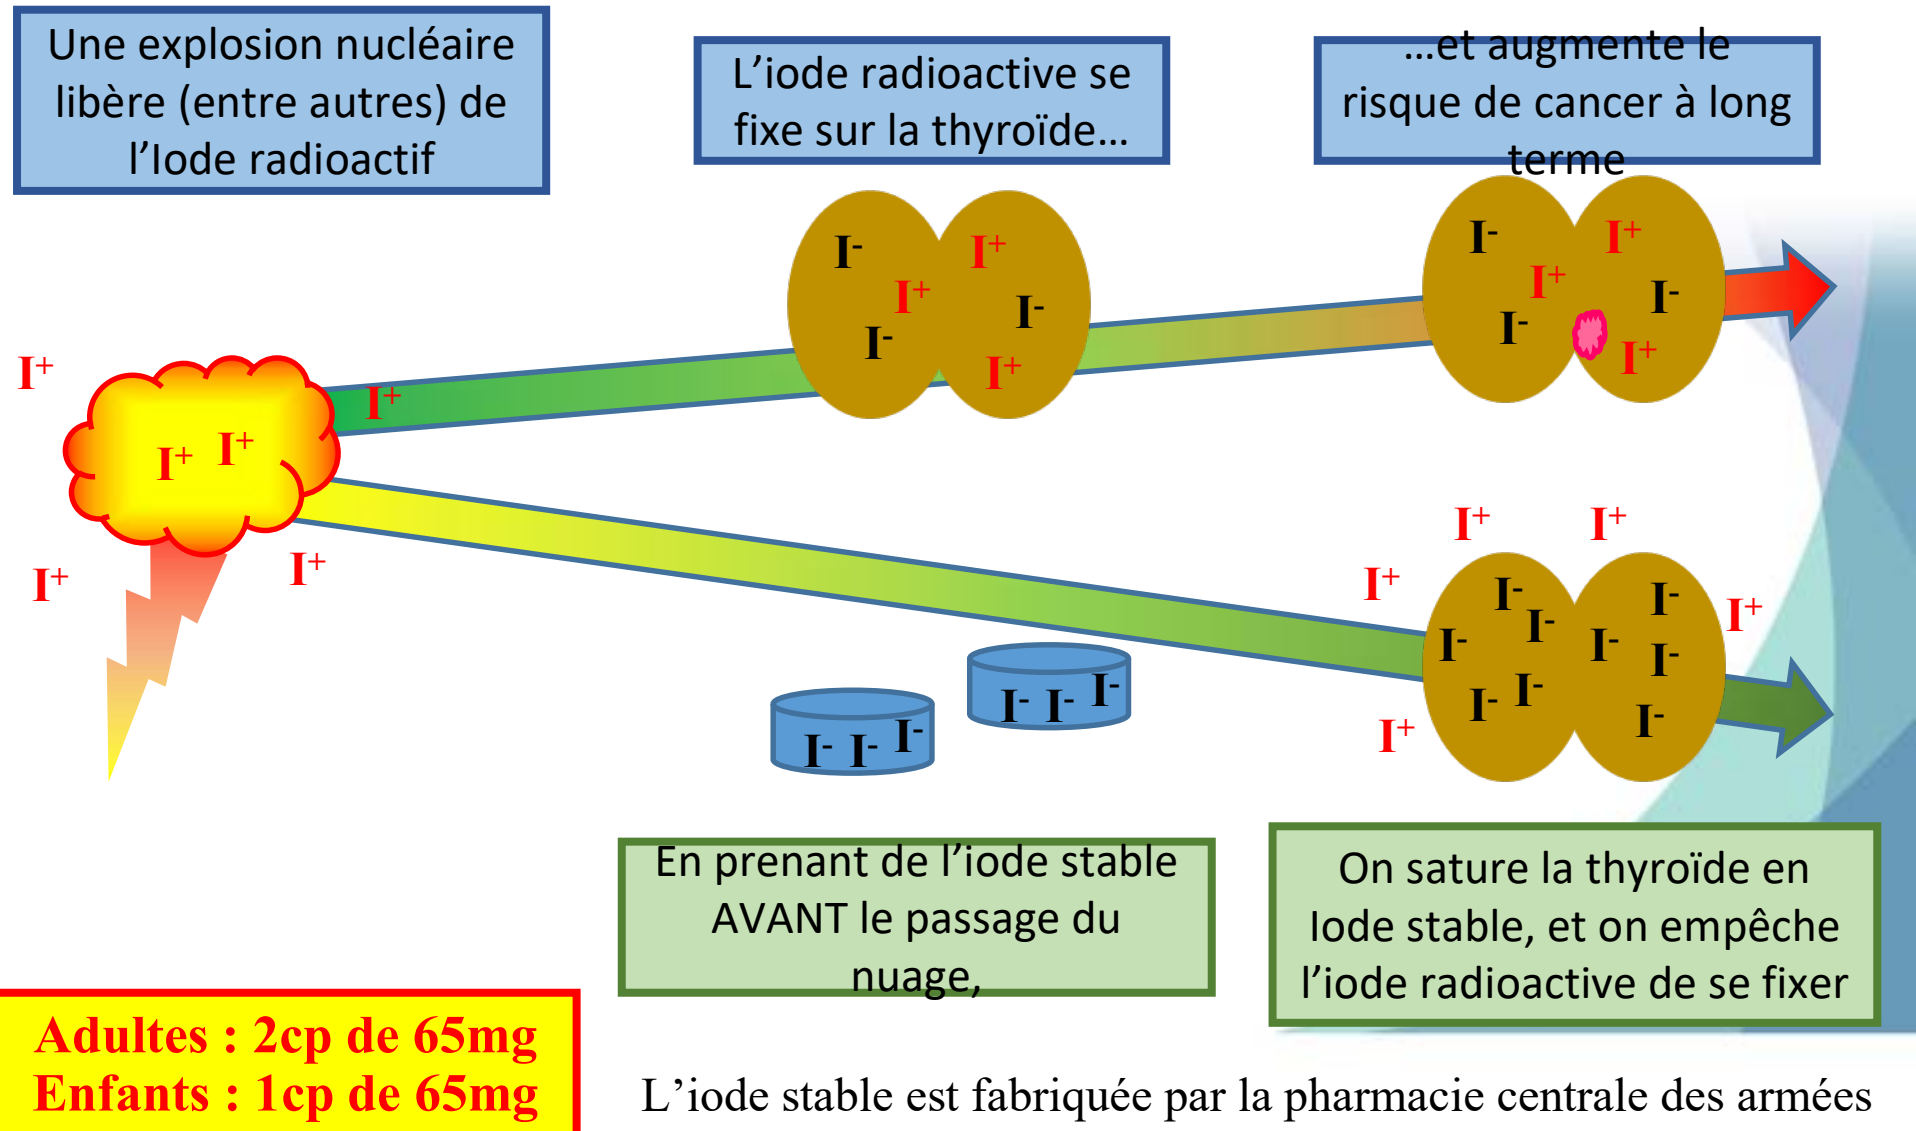 Une explosion nucléaire
libère (entre autres) de
l’Iode radioactif
L’iode radioactive se
fixe sur la thyroïde…
…et augmente le
risque de cancer à long
terme
I⁻
I⁺
I⁺
I⁻
I⁻
I⁺
I⁻
I⁺
I⁺
I⁻
I⁻
I⁺
I⁺
I⁺
I⁺ I⁺
I⁺
I⁺
I⁺
I⁺
I⁺
I⁺
I⁺
I⁻
I⁻
I⁻
I⁻
I⁻
I⁻
I⁻
I⁻
I⁻
I⁻ I⁻ I⁻
I⁻ I⁻ I⁻
En prenant de l’iode stable
AVANT le passage du
nuage,
On sature la thyroïde en
Iode stable, et on empêche
l’iode radioactive de se fixer
Adultes : 2cp de 65mg
Enfants : 1cp de 65mg
L’iode stable est fabriquée par la pharmacie centrale des armées